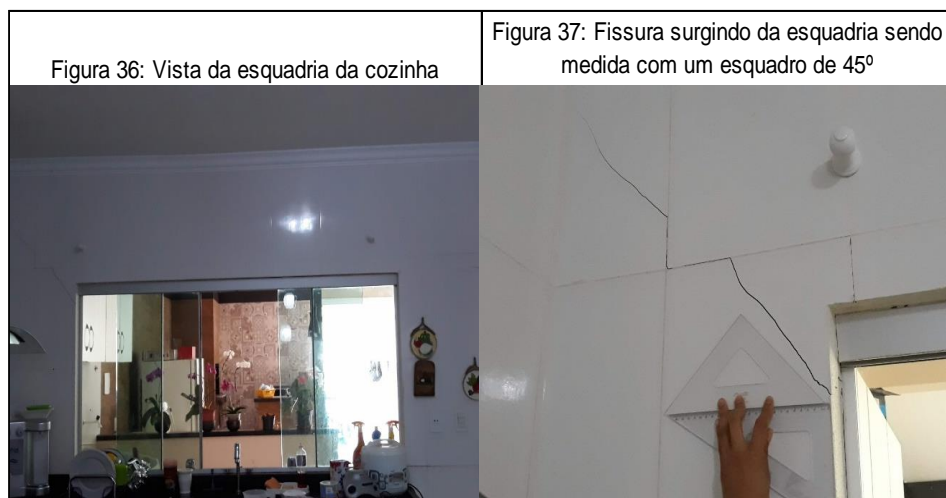 Figura 36: Vista da esquadria da cozinha
Figura 37: Fissura surgindo da esquadria sendo
medida com um esquadro de 45º